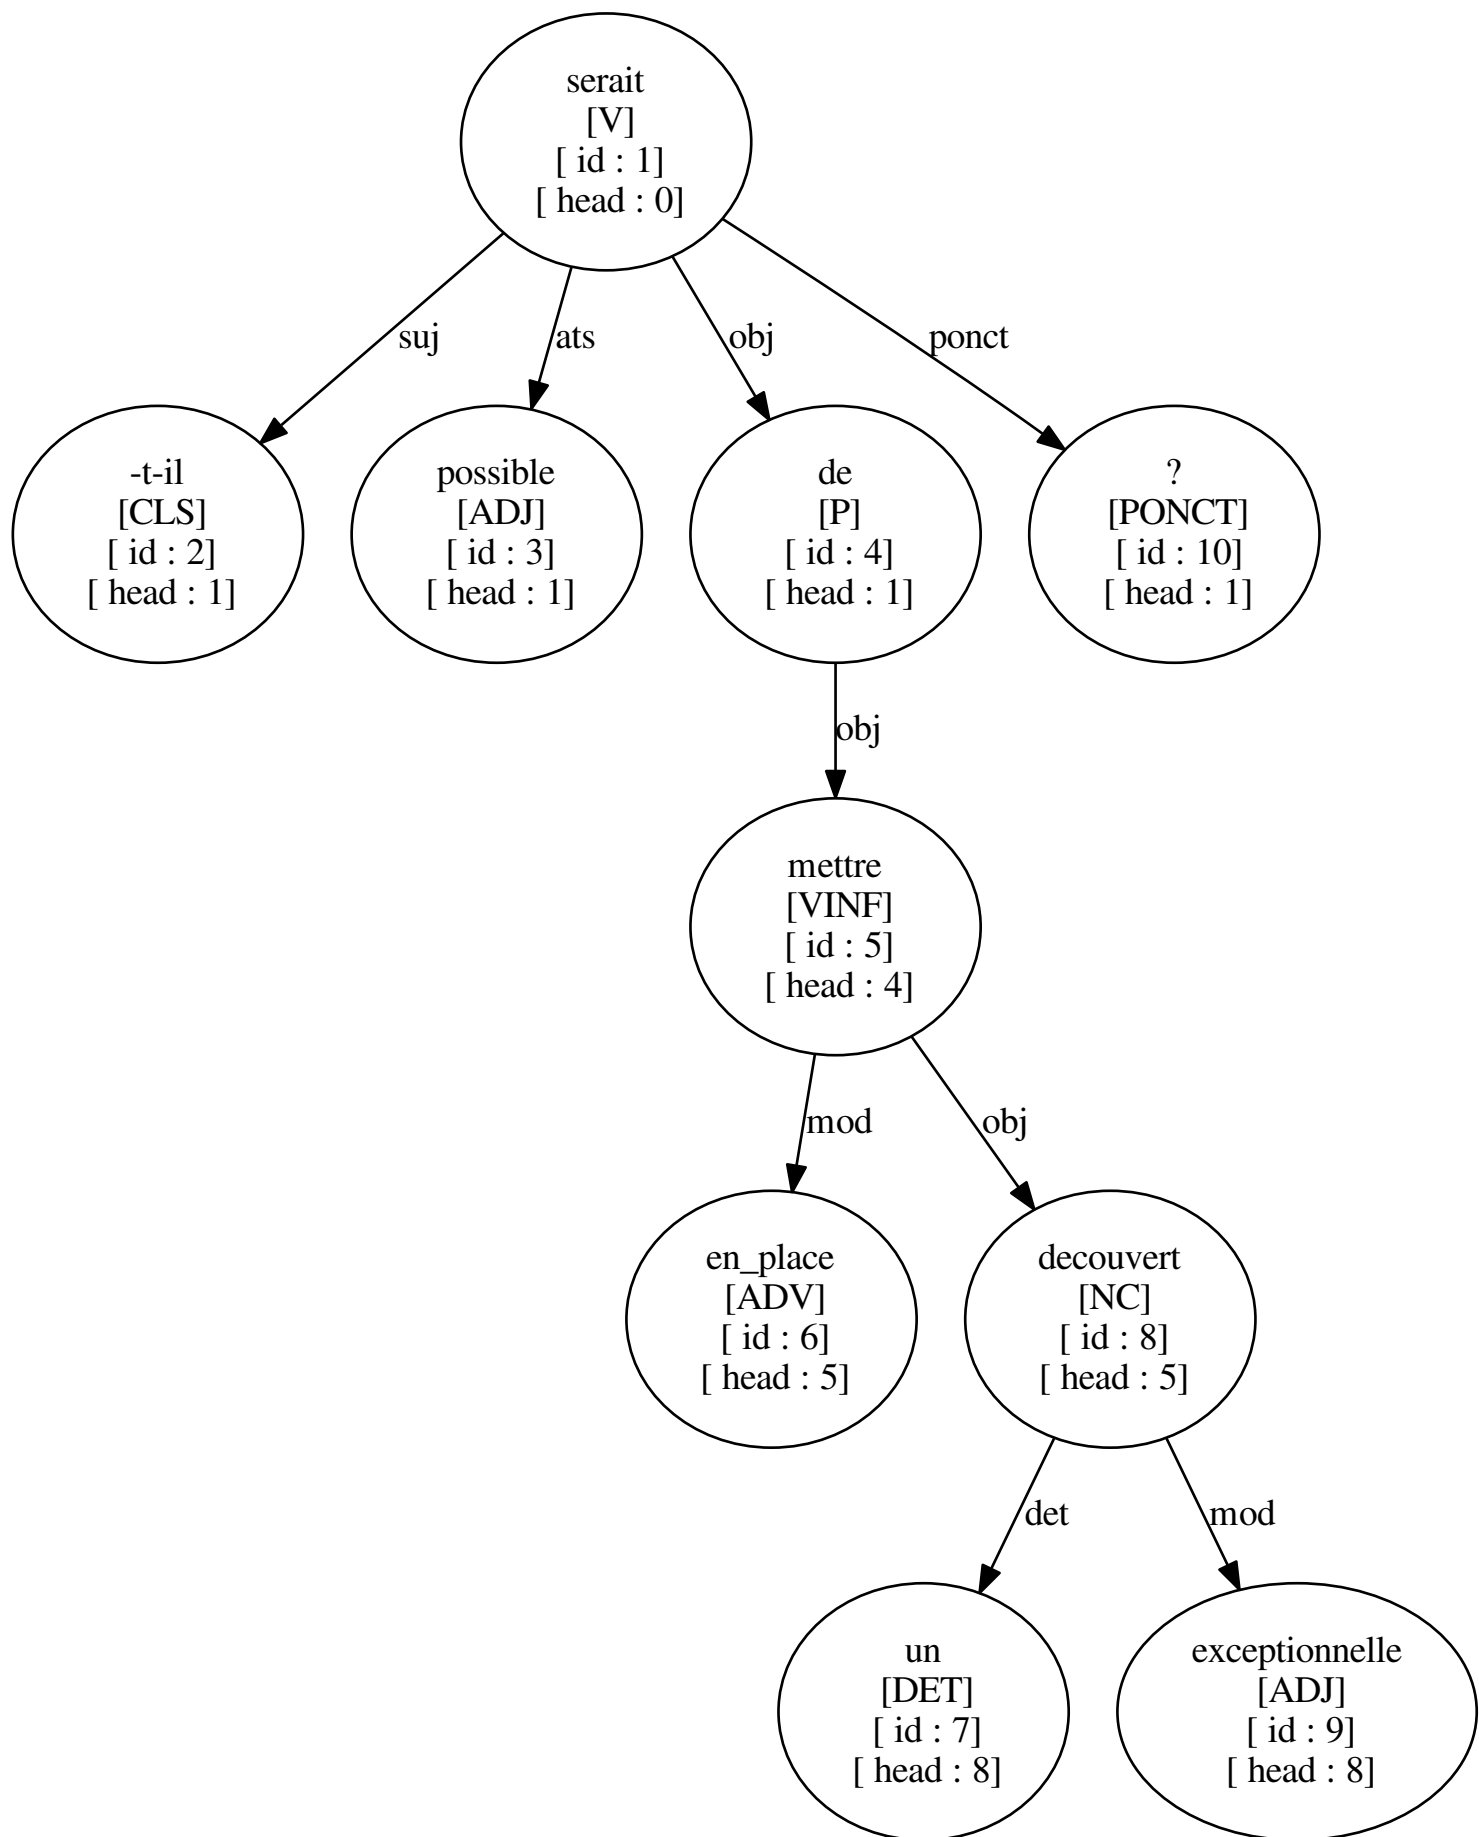 serait
[V]
[ id : 1]
[ head : 0]
suj
ats
obj
ponct
-t-il
[CLS]
[ id : 2]
[ head : 1]
possible
[ADJ]
[ id : 3]
[ head : 1]
de
[P]
[ id : 4]
[ head : 1]
?
[PONCT]
[ id : 10]
[ head : 1]
obj
mettre
[VINF]
[ id : 5]
[ head : 4]
mod
obj
en_place
[ADV]
[ id : 6]
[ head : 5]
decouvert
[NC]
[ id : 8]
[ head : 5]
det
mod
un
[DET]
[ id : 7]
[ head : 8]
exceptionnelle
[ADJ]
[ id : 9]
[ head : 8]